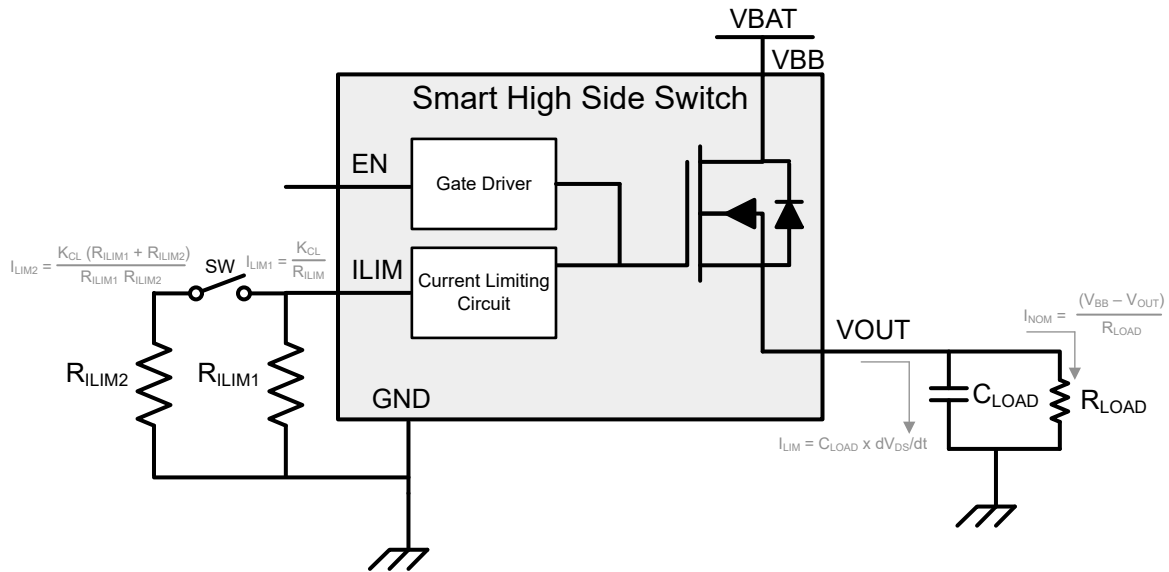 VBAT
VBB
Smart High Side Switch
EN
Gate Driver
I_LIM2 = K_CL (R_ILIM1 + R_ILIM2) / R_ILIM1 R_ILIM2
SW
I_LIM1 = K_CL / R_ILIM
ILIM
Current Limiting
Circuit
I_NOM = (V_BB – V_OUT) / R_LOAD
VOUT
R_ILIM2
R_ILIM1
GND
C_LOAD
R_LOAD
I_LIM = C_LOAD x dV_DS/dt